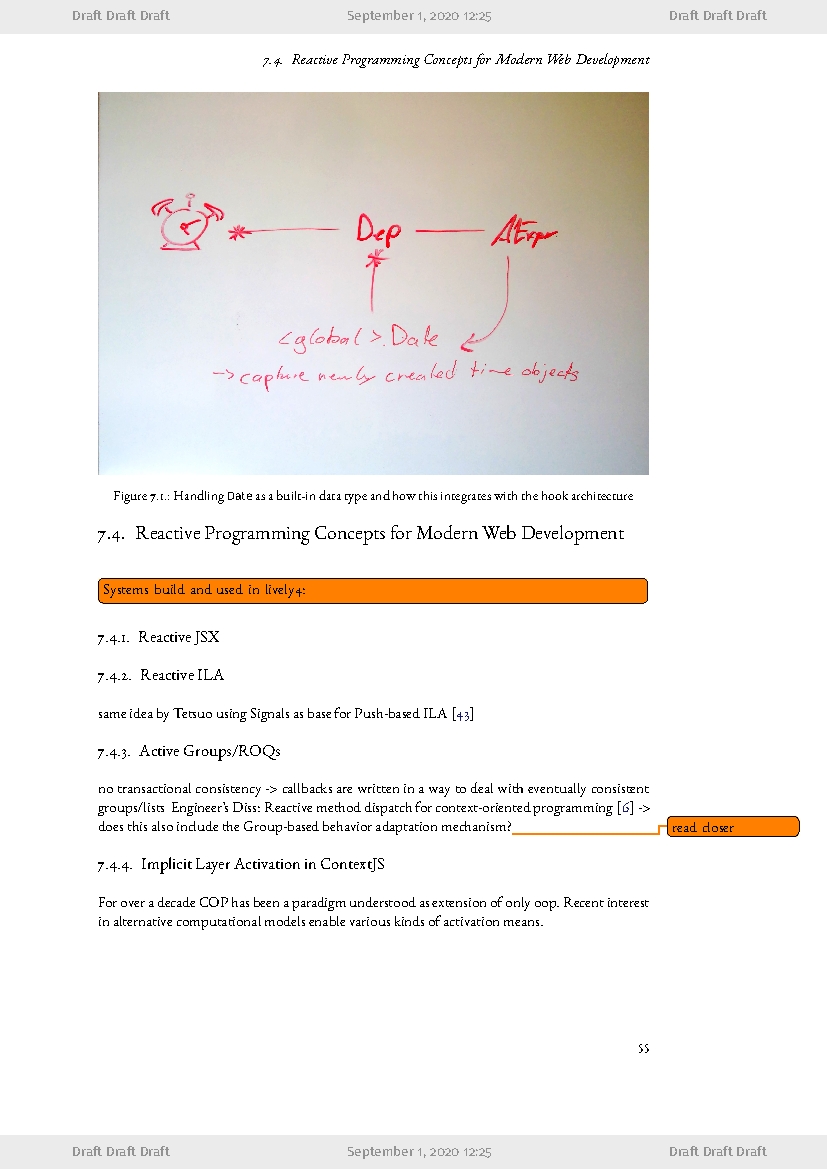 Draft Draft Draft September 1, 2020 12:25 Draft Draft Draft
7.4. Reactive Programming Concepts for Modern Web Development
Dep AExpr
<global>.Date
-> capture newly created time objects
Figure 7.1.: Handling Date as a built-in data type and how this integrates with the hook architecture
7.4. Reactive Programming Concepts for Modern Web Development
Systems build and used in lively4:
7.4.1. Reactive JSX
7.4.2. Reactive ILA
same idea by Tetsuo using Signals as base for Push-based ILA [43]
7.4.3. Active Groups/ROQs
no transactional consistency -> callbacks are written in a way to deal with eventually consistent
groups/lists Engineer's Diss: Reactive method dispatch for context-oriented programming [6] ->
does this also include the Group-based behavior adaptation mechanism?
read closer
7.4.4. Implicit Layer Activation in ContextJS
For over a decade COP has been a paradigm understood as extension of only oop. Recent interest
in alternative computational models enable various kinds of activation means.
55
Draft Draft Draft September 1, 2020 12:25 Draft Draft Draft